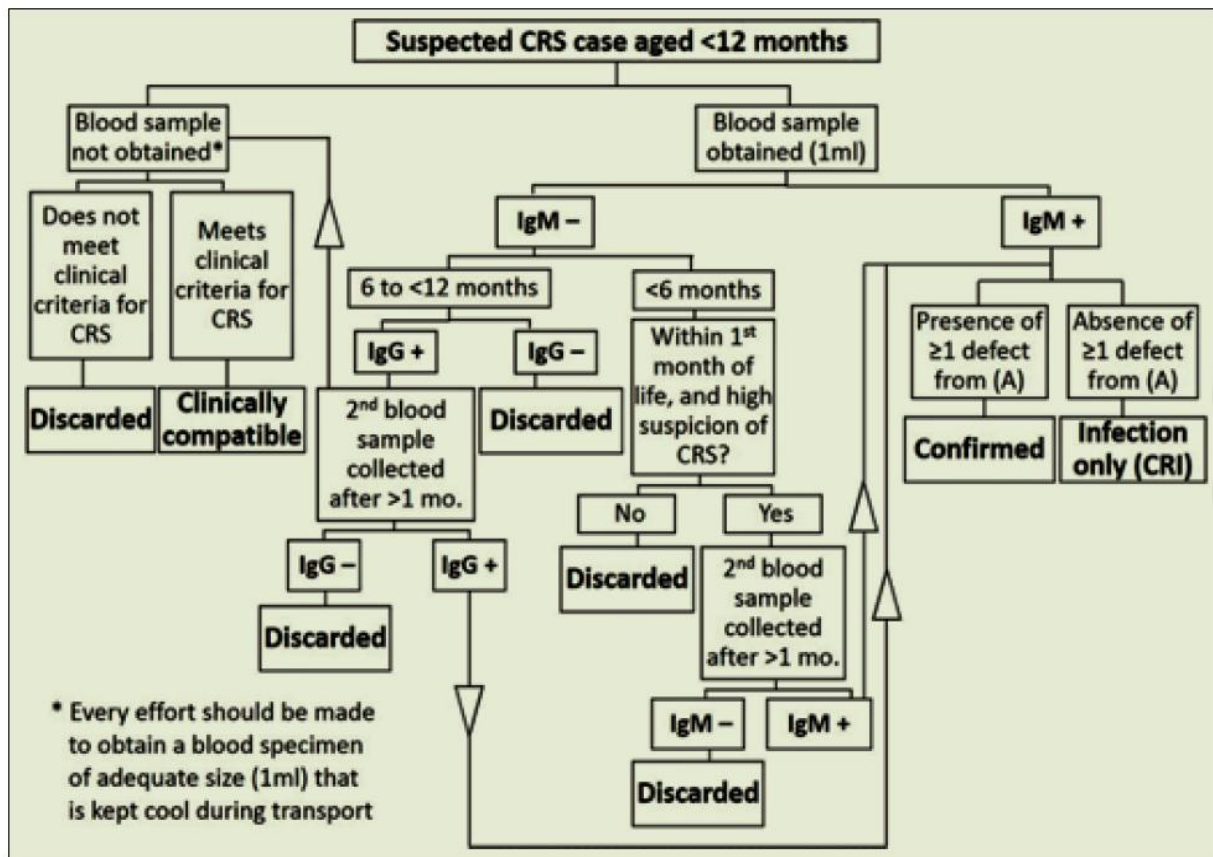 Suspected CRS case aged <12 months
Blood sample
not obtained*
Blood sample
obtained (1ml)
Does not
meet
clinical
criteria for
CRS
Meets
clinical
criteria for
CRS
Discarded
Clinically
compatible
IgM –
IgM +
6 to <12 months
<6 months
IgG +
IgG –
2nd blood
sample
collected
after >1 mo.
Discarded
IgG –
IgG +
Discarded
Within 1st
month of
life, and high
suspicion of
CRS?
No
Yes
Discarded
2nd blood
sample
collected
after >1 mo.
IgM –
IgM +
Discarded
Presence of
≥1 defect
from (A)
Absence of
≥1 defect
from (A)
Confirmed
Infection
only (CRI)
* Every effort should be made
to obtain a blood specimen
of adequate size (1ml) that
is kept cool during transport